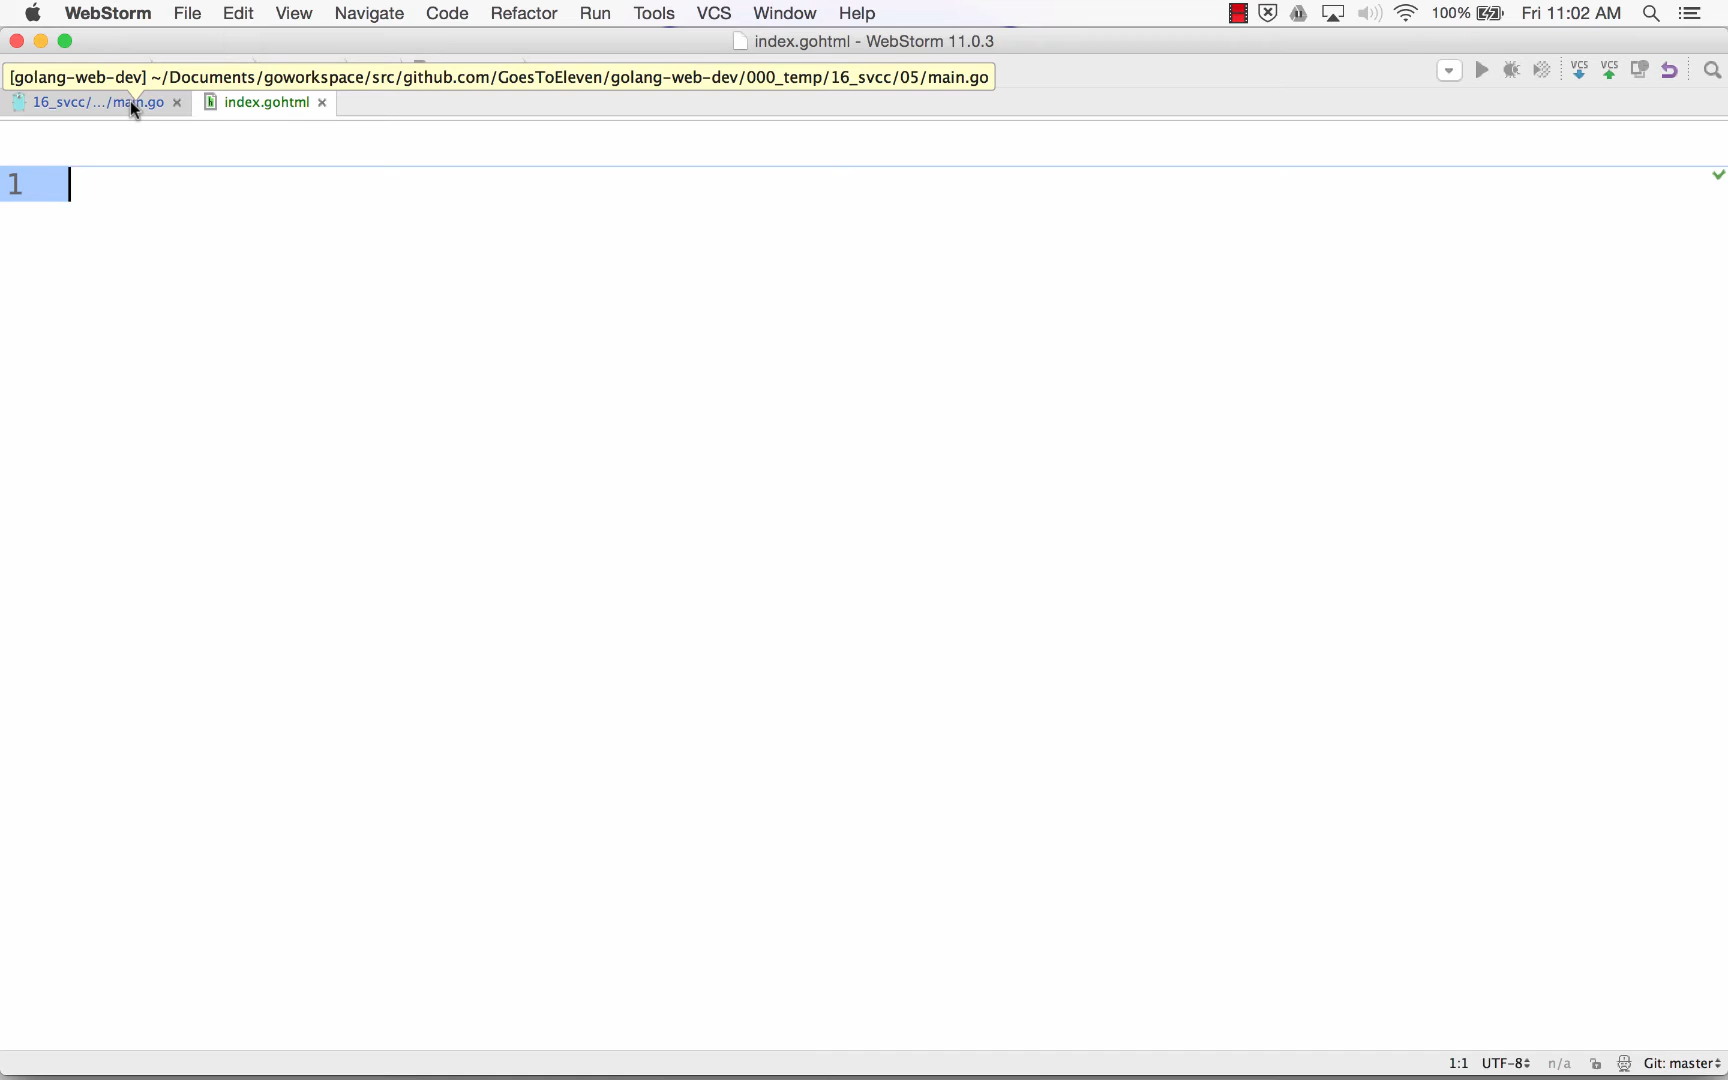 WebStorm File Edit View Navigate Code Refactor Run Tools VCS Window Help 100% Fri 11:02 AM
index.gohtml - WebStorm 11.0.3
[golang-web-dev] ~/Documents/goworkspace/src/github.com/GoesToEleven/golang-web-dev/000_temp/16_svcc/05/main.go
VCS VCS
16_svcc/.../main.go index.gohtml
1
1:1 UTF-8 n/a Git: master